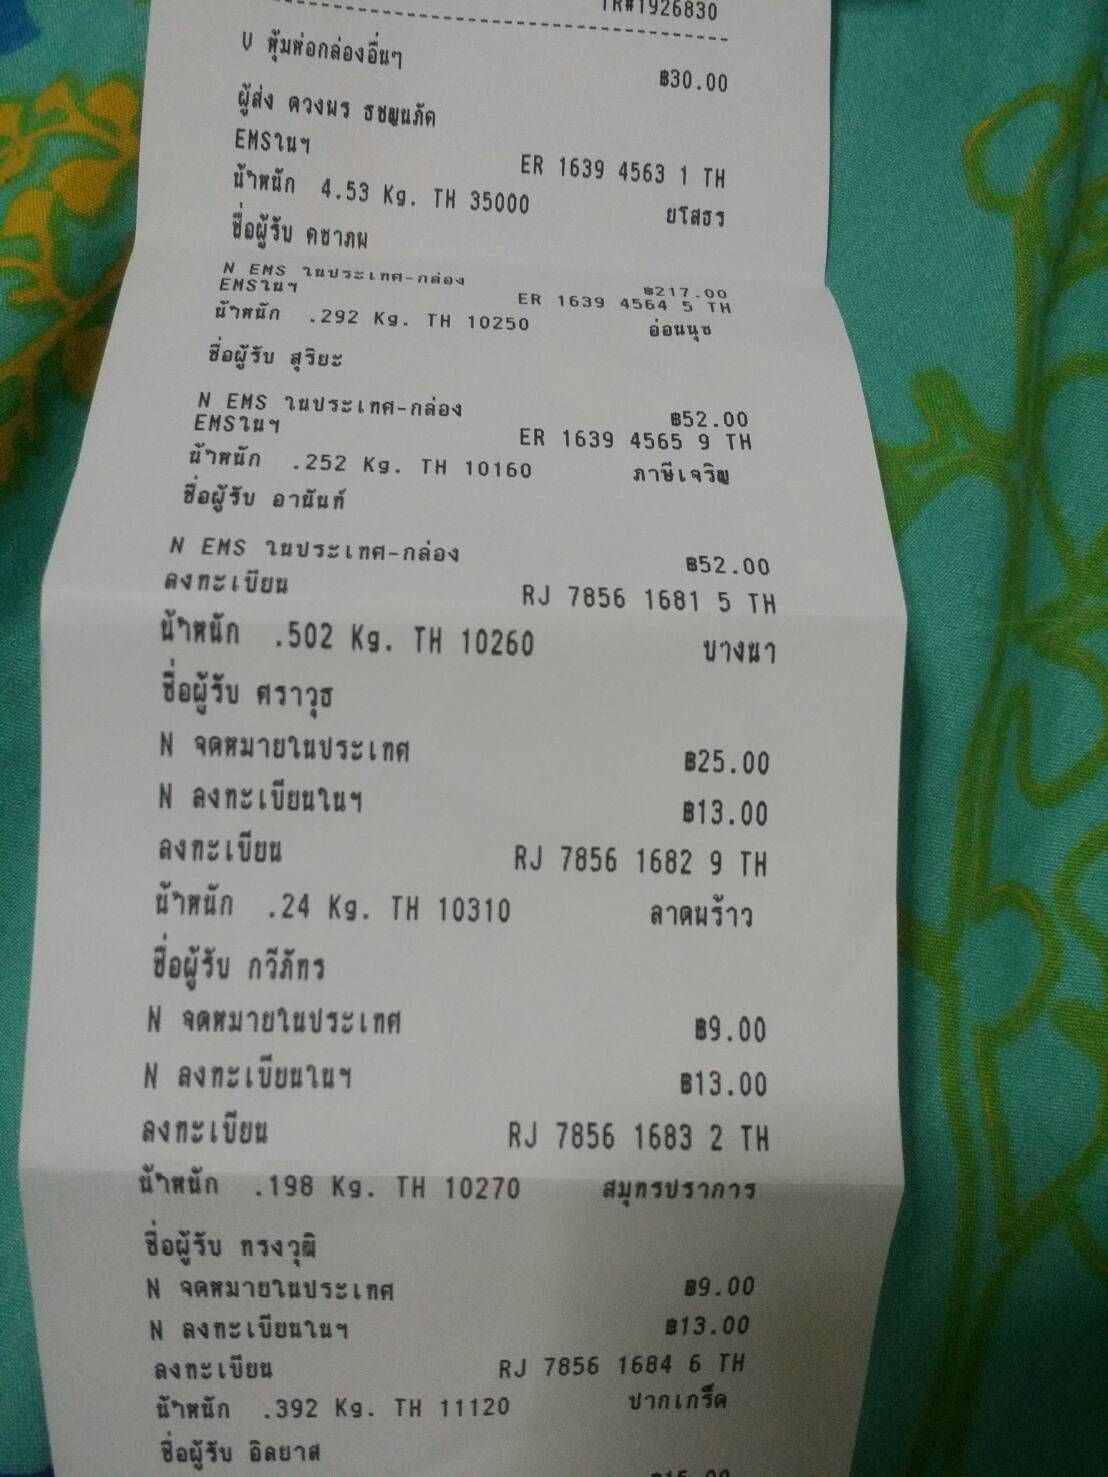 TR#1926830
V หุ้มห่อกล่องอื่นๆ ฿30.00
ผู้ส่ง ดวงพร ธชญนภัค
EMSในฯ ER 1639 4563 1 TH
น้ำหนัก 4.53 Kg. TH 35000 ยโสธร
ชื่อผู้รับ คชาภพ
N EMS ในประเทศ-กล่อง ฿217.00
EMSในฯ ER 1639 4564 5 TH
น้ำหนัก .292 Kg. TH 10250 อ่อนนุช
ชื่อผู้รับ สุริยะ
N EMS ในประเทศ-กล่อง ฿52.00
EMSในฯ ER 1639 4565 9 TH
น้ำหนัก .252 Kg. TH 10160 ภาษีเจริญ
ชื่อผู้รับ อานันท์
N EMS ในประเทศ-กล่อง ฿52.00
ลงทะเบียน RJ 7856 1681 5 TH
น้ำหนัก .502 Kg. TH 10260 บางนา
ชื่อผู้รับ ศราวุธ
N จดหมายในประเทศ ฿25.00
N ลงทะเบียนในฯ ฿13.00
ลงทะเบียน RJ 7856 1682 9 TH
น้ำหนัก .24 Kg. TH 10310 ลาดพร้าว
ชื่อผู้รับ กวีภัทร
N จดหมายในประเทศ ฿9.00
N ลงทะเบียนในฯ ฿13.00
ลงทะเบียน RJ 7856 1683 2 TH
น้ำหนัก .198 Kg. TH 10270 สมุทรปราการ
ชื่อผู้รับ ทรงวุฒิ
N จดหมายในประเทศ ฿9.00
N ลงทะเบียนในฯ ฿13.00
ลงทะเบียน RJ 7856 1684 6 TH
น้ำหนัก .392 Kg. TH 11120 ปากเกร็ด
ชื่อผู้รับ อิลยาส